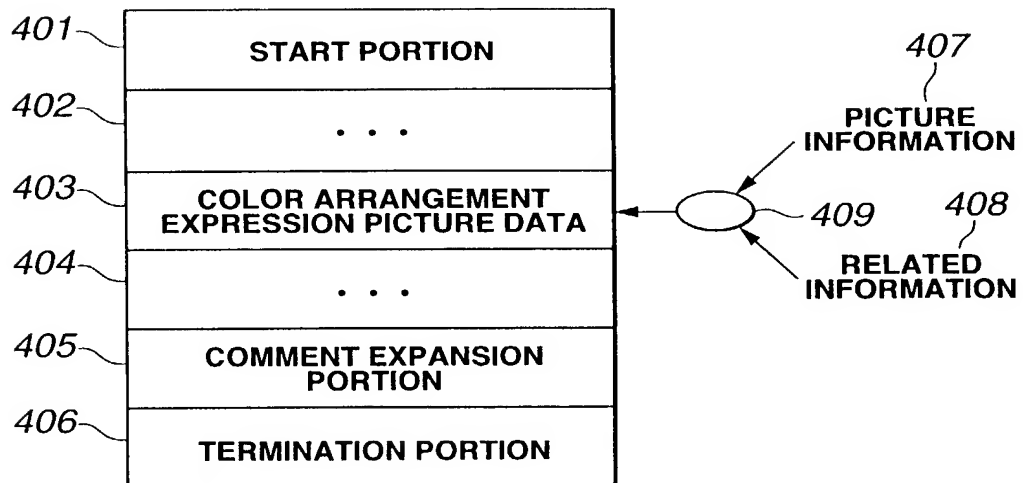 401
START PORTION
402
. . .
403
COLOR ARRANGEMENT
EXPRESSION PICTURE DATA
404
. . .
405
COMMENT EXPANSION
PORTION
406
TERMINATION PORTION
407
PICTURE
INFORMATION
409
408
RELATED
INFORMATION